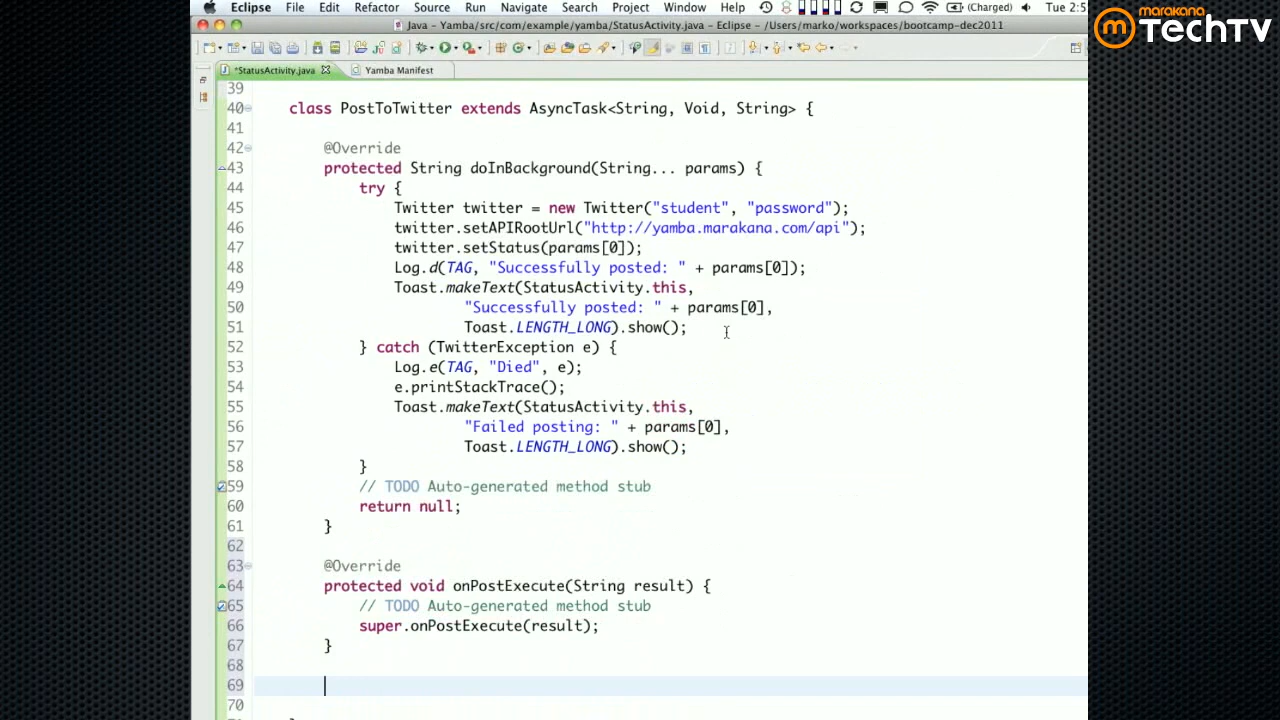 Eclipse File Edit Refactor Source Run Navigate Search Project Window Help (Charged) Tue 2:5
Java - Yamba/src/com/example/yamba/StatusActivity.java - Eclipse - /Users/marko/workspaces/bootcamp-dec2011
marakana
TechTV
*StatusActivity.java Yamba Manifest
39
40 class PostToTwitter extends AsyncTask<String, Void, String> {
41
42 @Override
43 protected String doInBackground(String... params) {
44 try {
45 Twitter twitter = new Twitter("student", "password");
46 twitter.setAPIRootUrl("http://yamba.marakana.com/api");
47 twitter.setStatus(params[0]);
48 Log.d(TAG, "Successfully posted: " + params[0]);
49 Toast.makeText(StatusActivity.this,
50 "Successfully posted: " + params[0],
51 Toast.LENGTH_LONG).show();
52 } catch (TwitterException e) {
53 Log.e(TAG, "Died", e);
54 e.printStackTrace();
55 Toast.makeText(StatusActivity.this,
56 "Failed posting: " + params[0],
57 Toast.LENGTH_LONG).show();
58 }
59 // TODO Auto-generated method stub
60 return null;
61 }
62
63 @Override
64 protected void onPostExecute(String result) {
65 // TODO Auto-generated method stub
66 super.onPostExecute(result);
67 }
68
69
70